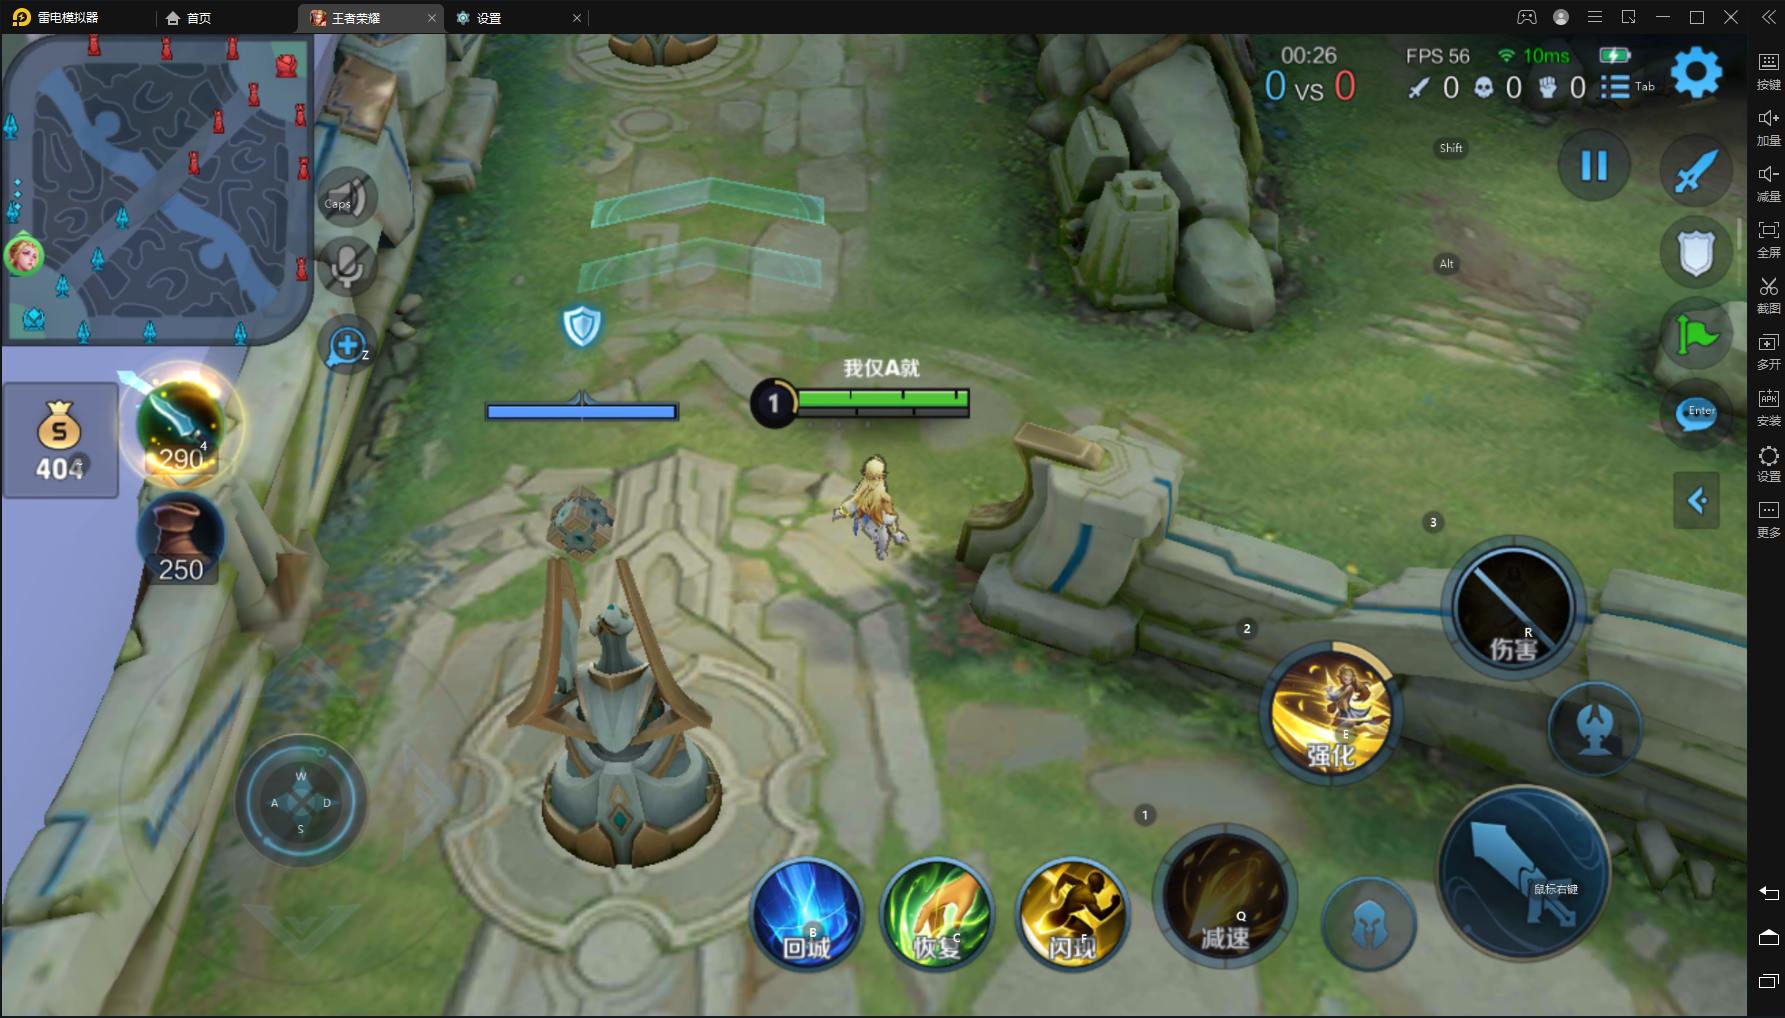 雷电模拟器
首页
王者荣耀
设置
00:26
0 VS 0
FPS 56
10ms
0
0
0
Tab
按键
加量
减量
全屏
截图
多开
安装
设置
更多
Shift
Alt
Enter
Caps
Z
404
4
290
250
我仅A就
1
3
R
伤害
2
E
强化
1
Q
减速
鼠标右键
W
A
D
S
B
回城
C
恢复
F
闪现